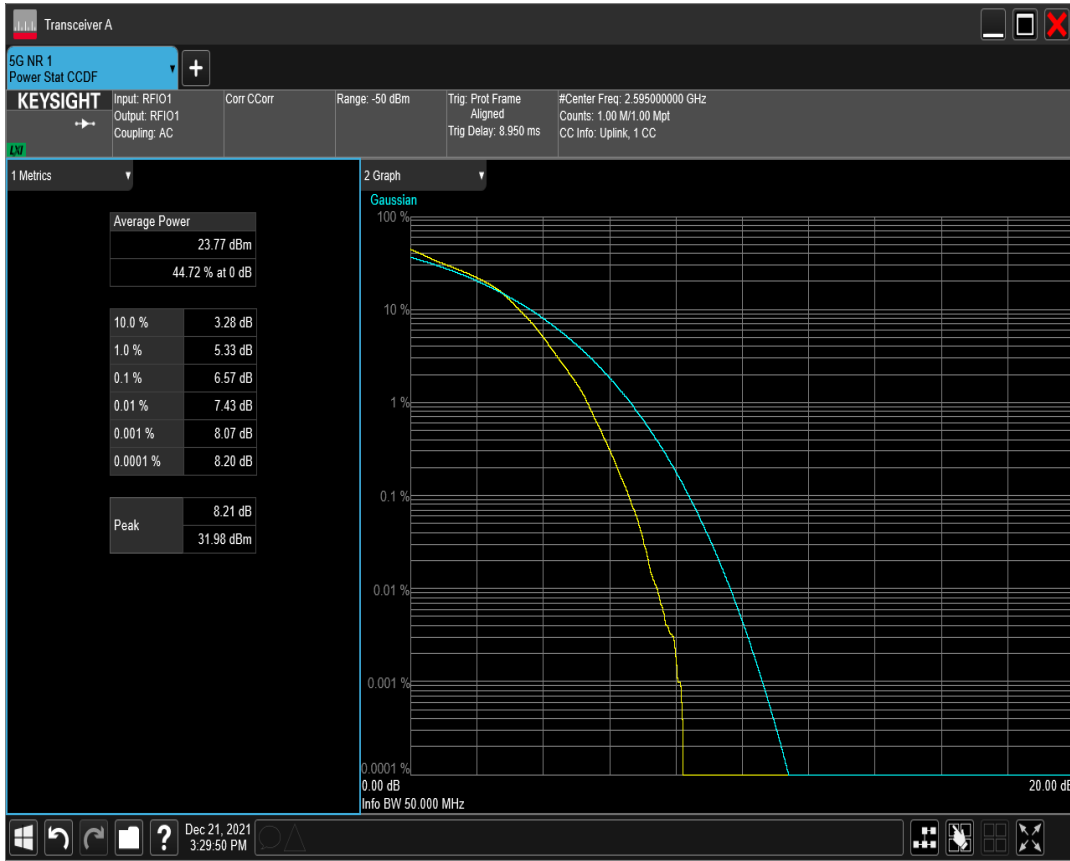 Transceiver A
5G NR 1
Power Stat CCDF
KEYSIGHT
LXI
Input: RFIO1
Output: RFIO1
Coupling: AC
Corr CCorr
Range: -50 dBm
Trig: Prot Frame
Aligned
Trig Delay: 8.950 ms
#Center Freq: 2.595000000 GHz
Counts: 1.00 M/1.00 Mpt
CC Info: Uplink, 1 CC
1 Metrics
Average Power
23.77 dBm
44.72 % at 0 dB
10.0 % 3.28 dB
1.0 % 5.33 dB
0.1 % 6.57 dB
0.01 % 7.43 dB
0.001 % 8.07 dB
0.0001 % 8.20 dB
Peak 8.21 dB
31.98 dBm
2 Graph
Gaussian
100 %
10 %
1 %
0.1 %
0.01 %
0.001 %
0.0001 %
0.00 dB 20.00 dB
Info BW 50.000 MHz
? Dec 21, 2021
3:29:50 PM